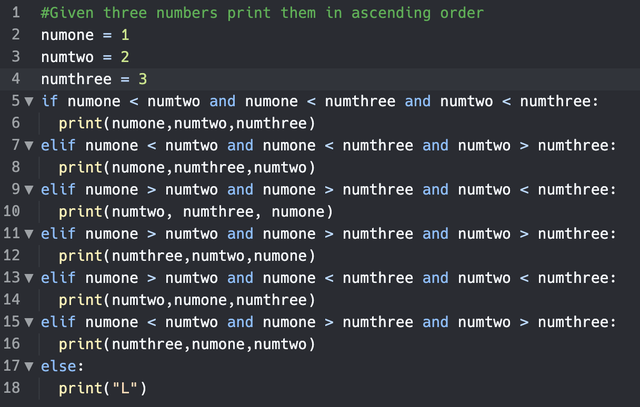 1 #Given three numbers print them in ascending order
2 numone = 1
3 numtwo = 2
4 numthree = 3
5 ▼ if numone < numtwo and numone < numthree and numtwo < numthree:
6   print(numone,numtwo,numthree)
7 ▼ elif numone < numtwo and numone < numthree and numtwo > numthree:
8   print(numone,numthree,numtwo)
9 ▼ elif numone > numtwo and numone > numthree and numtwo < numthree:
10   print(numtwo, numthree, numone)
11 ▼ elif numone > numtwo and numone > numthree and numtwo > numthree:
12   print(numthree,numtwo,numone)
13 ▼ elif numone > numtwo and numone < numthree and numtwo < numthree:
14   print(numtwo,numone,numthree)
15 ▼ elif numone < numtwo and numone > numthree and numtwo > numthree:
16   print(numthree,numone,numtwo)
17 ▼ else:
18   print("L")